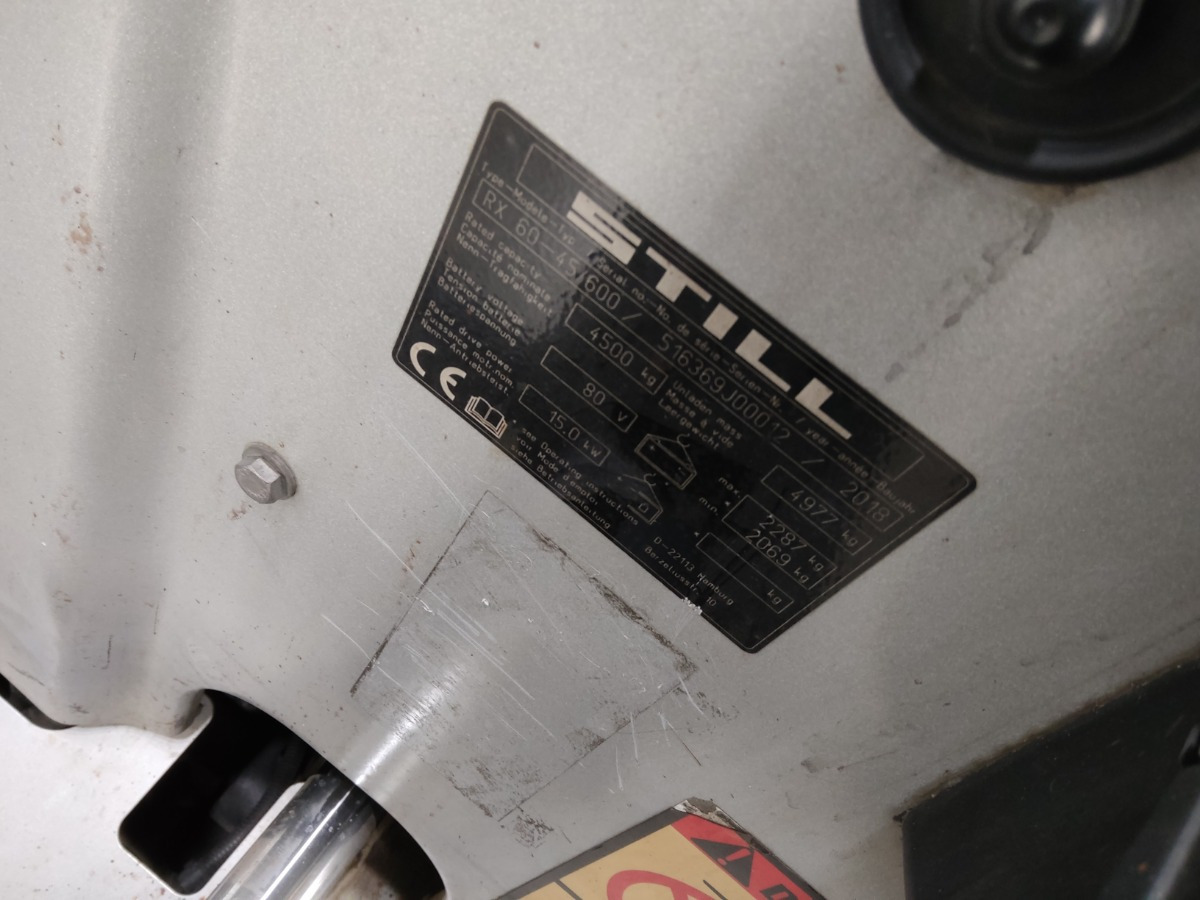 STILL
Type-Modele-Typ / Serial no.-No. de série-Serien-Nr. / year-année-Baujahr
RX 60-45/600 / 516369J00012 / 2018
Rated capacity
Capacité nominale
Nenn-Tragfähigkeit
4500 kg
Unladen mass
Masse à vide
Leergewicht
4977 kg
Battery voltage
Tension batterie
Batteriespannung
80 V
max.
2287 kg
min.
2069 kg
Rated drive power
Puissance motr.nom.
Nenn-Antriebsleist.
15.0 kW
kg
CE
* see Operating instructions
voir Mode d'emploi
siehe Betriebsanleitung
D-22113 Hamburg
Berzeliusstr. 10